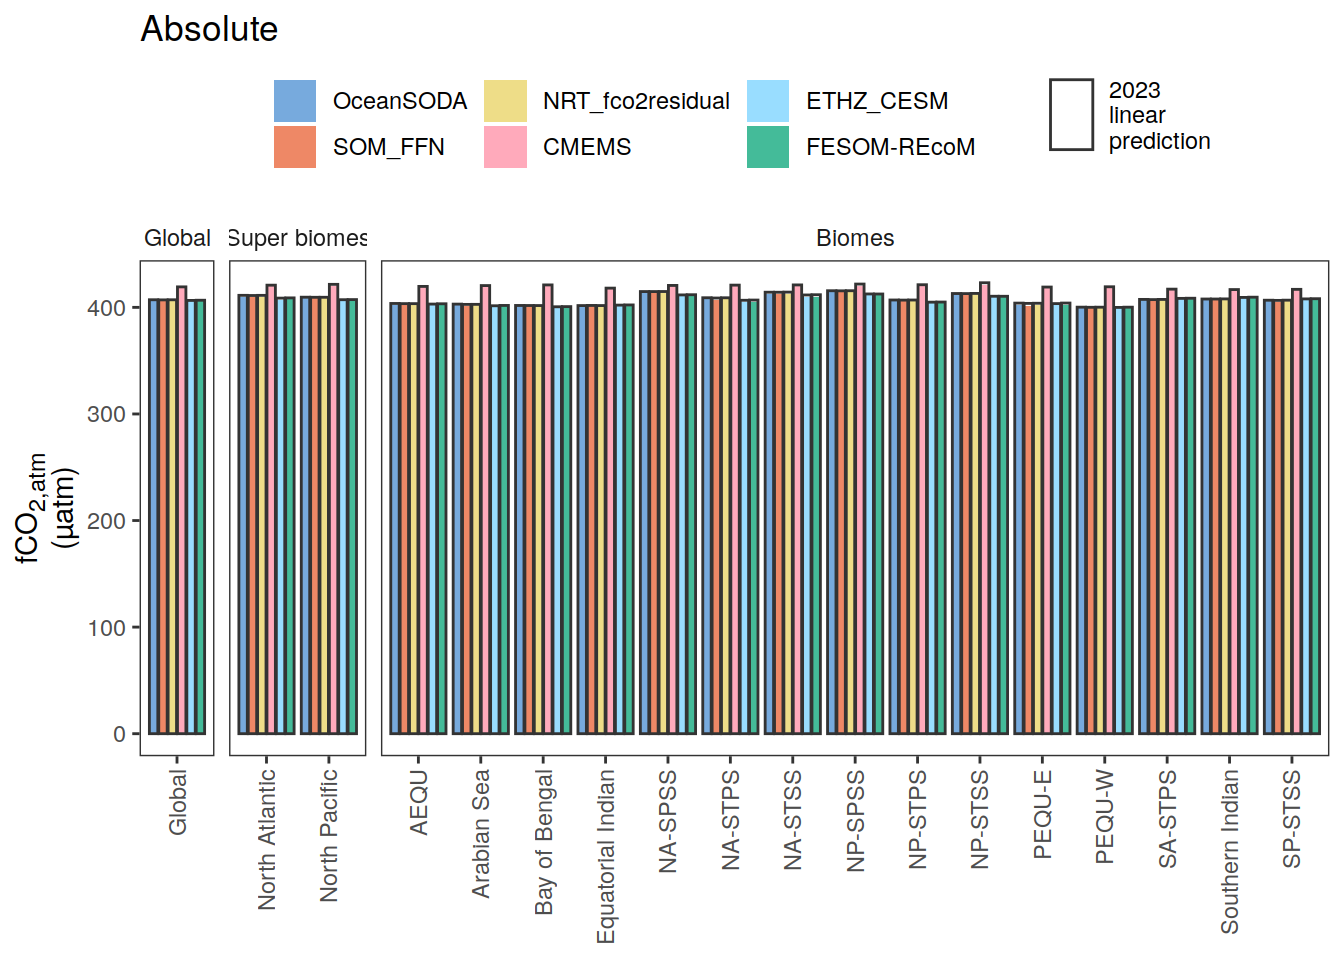 Absolute
OceanSODA
NRT_fco2residual
ETHZ_CESM
SOM_FFN
CMEMS
FESOM-REcoM
2023
linear
prediction
Global
Super biomes
Biomes
fCO2,atm
(µatm)
400
300
200
100
0
Global
North Atlantic
North Pacific
AEQU
Arabian Sea
Bay of Bengal
Equatorial Indian
NA-SPSS
NA-STPS
NA-STSS
NP-SPSS
NP-STPS
NP-STSS
PEQU-E
PEQU-W
SA-STPS
Southern Indian
SP-STSS